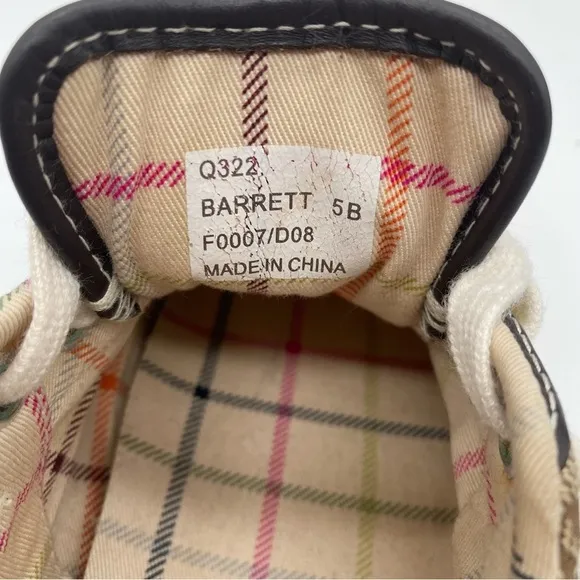 Q322
BARRETT 5B
F0007/D08
MADE IN CHINA